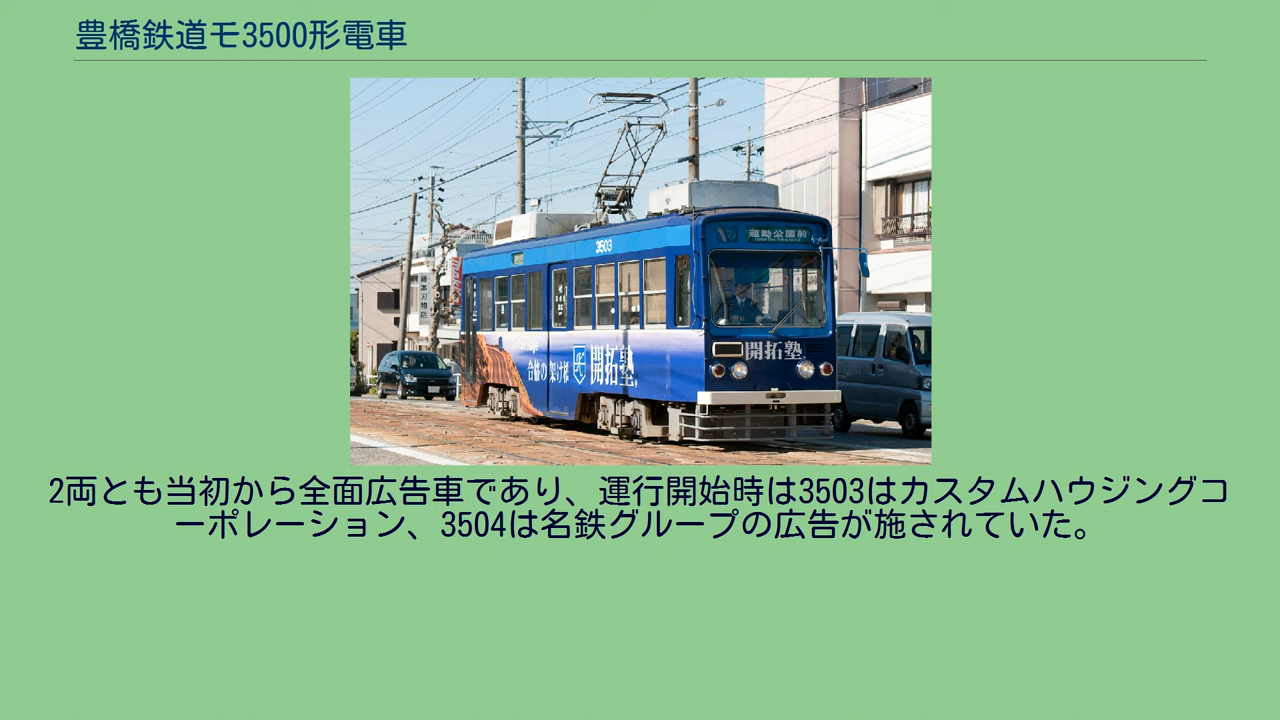 豊橋鉄道モ3500形電車
3503
運動公園前
開拓塾
合格の架け橋
開拓塾
2両とも当初から全面広告車であり、運行開始時は3503はカスタムハウジングコ
ーポレーション、3504は名鉄グループの広告が施されていた。